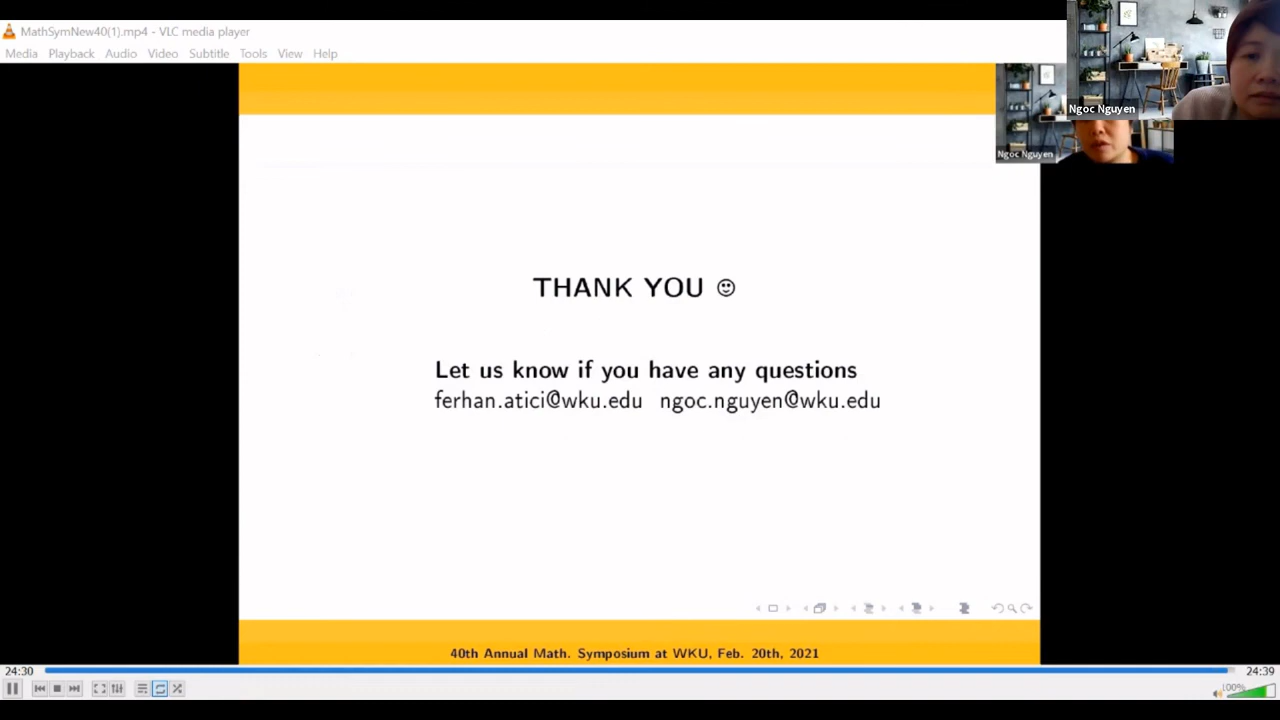 MathSymNew40(1).mp4 - VLC media player
Media Playback Audio Video Subtitle Tools View Help
Ngoc Nguyen
Ngoc Nguyen
THANK YOU ☺
Let us know if you have any questions
ferhan.atici@wku.edu ngoc.nguyen@wku.edu
40th Annual Math. Symposium at WKU, Feb. 20th, 2021
24:30
24:39
100%